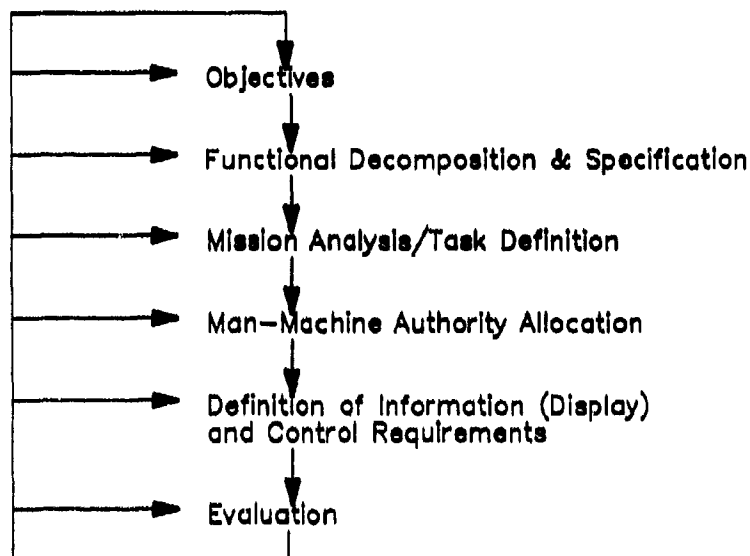 Objectives
Functional Decomposition & Specification
Mission Analysis/Task Definition
Man-Machine Authority Allocation
Definition of Information (Display)
and Control Requirements
Evaluation